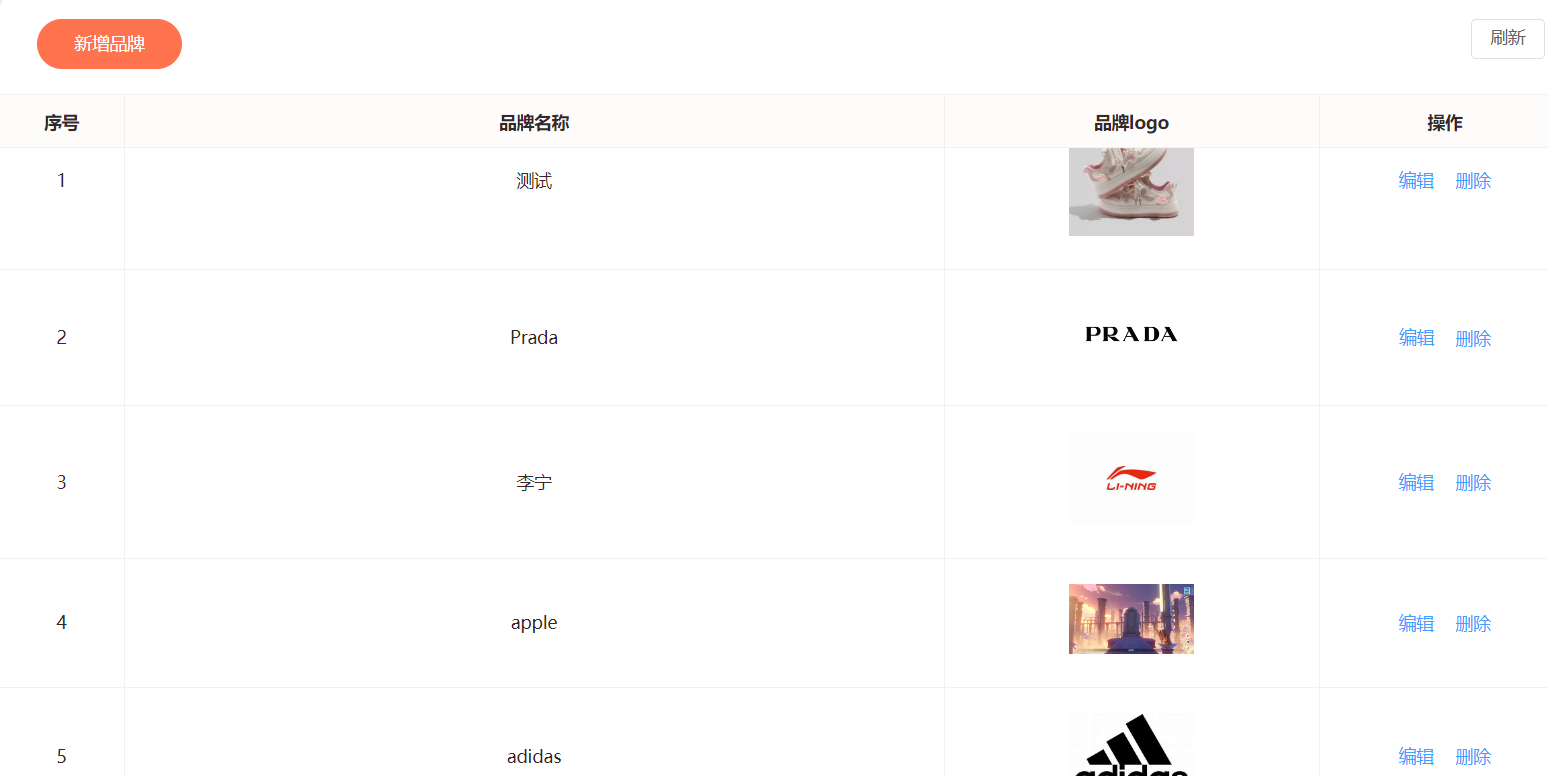 新增品牌
刷新
序号 品牌名称 品牌logo 操作
1 测试 编辑 删除
2 Prada PRADA 编辑 删除
3 李宁 LI-NING 编辑 删除
4 apple 编辑 删除
5 adidas adidas 编辑 删除